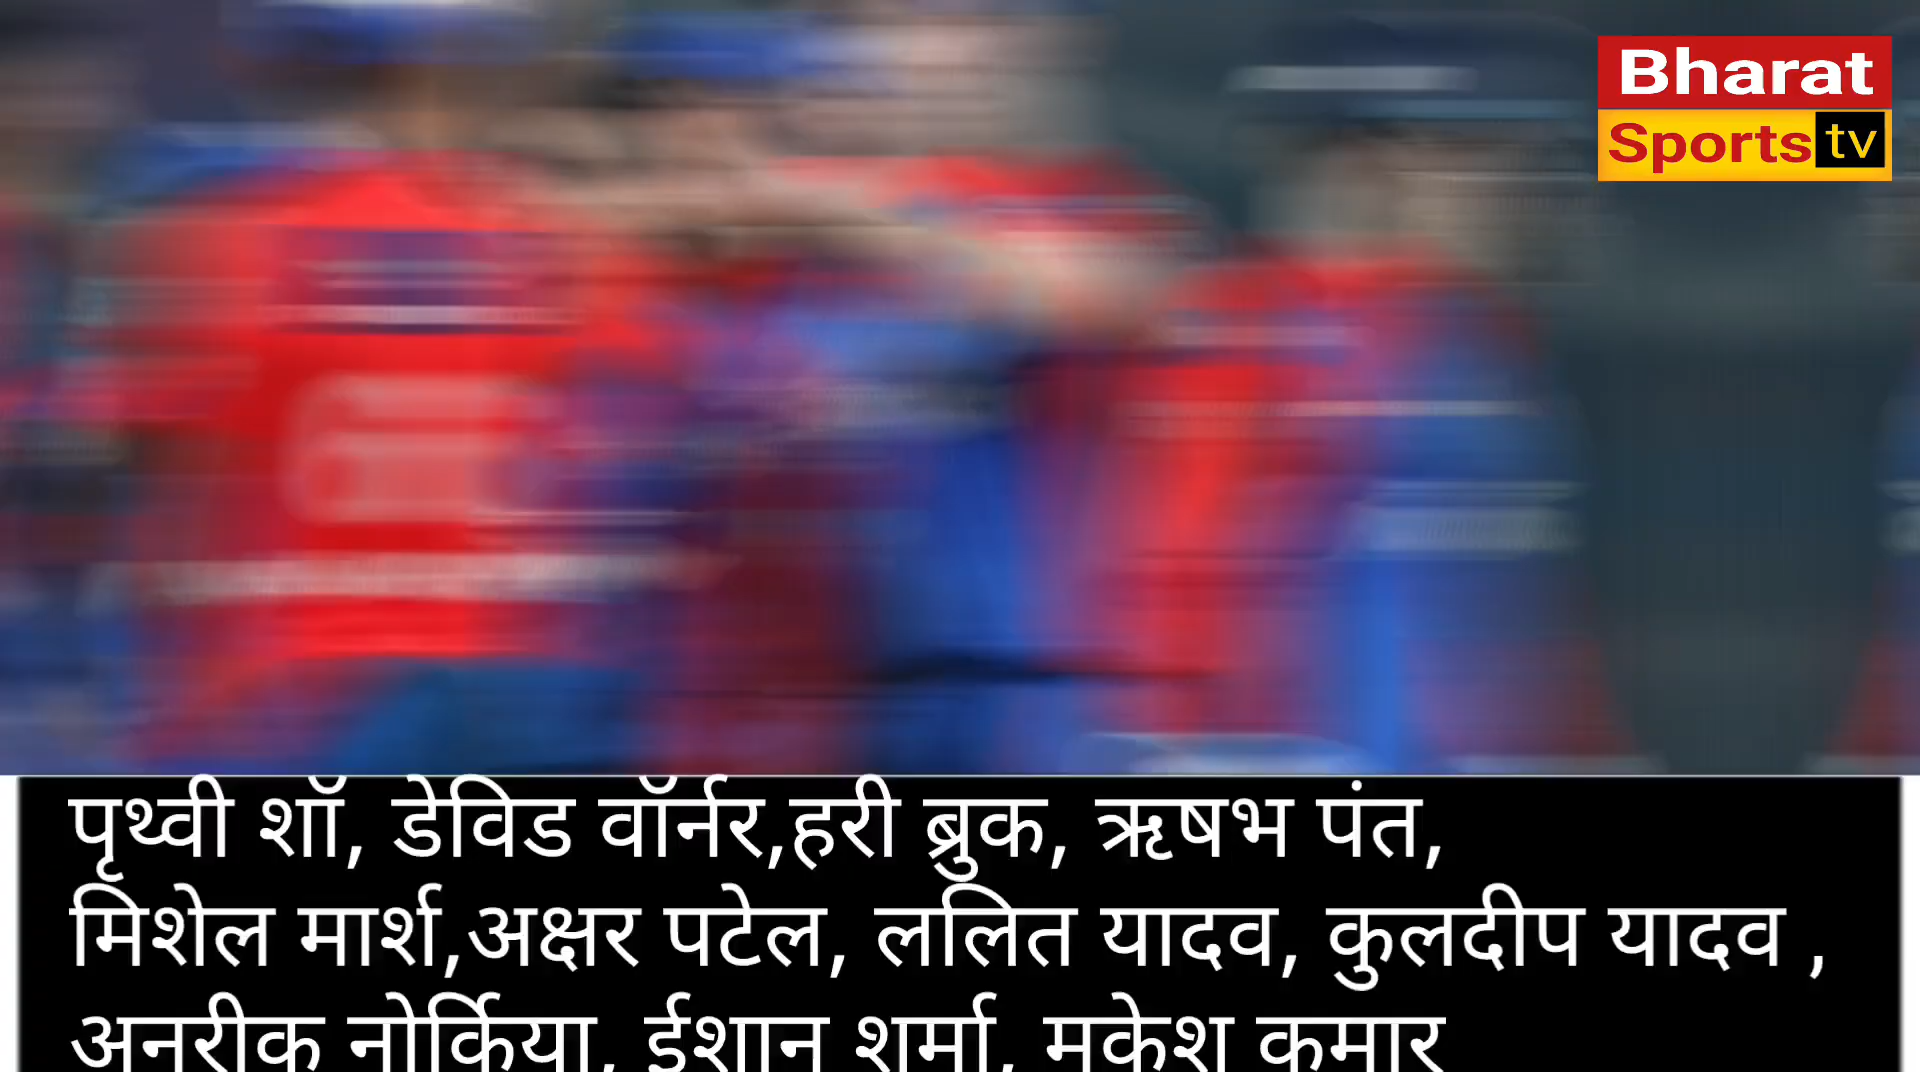 Bharat
Sports tv
पृथ्वी शॉ, डेविड वॉर्नर,हरी ब्रुक, ऋषभ पंत,
मिशेल मार्श,अक्षर पटेल, ललित यादव, कुलदीप यादव ,
अनरीक नोर्किया, ईशान शर्मा, मुकेश कुमार